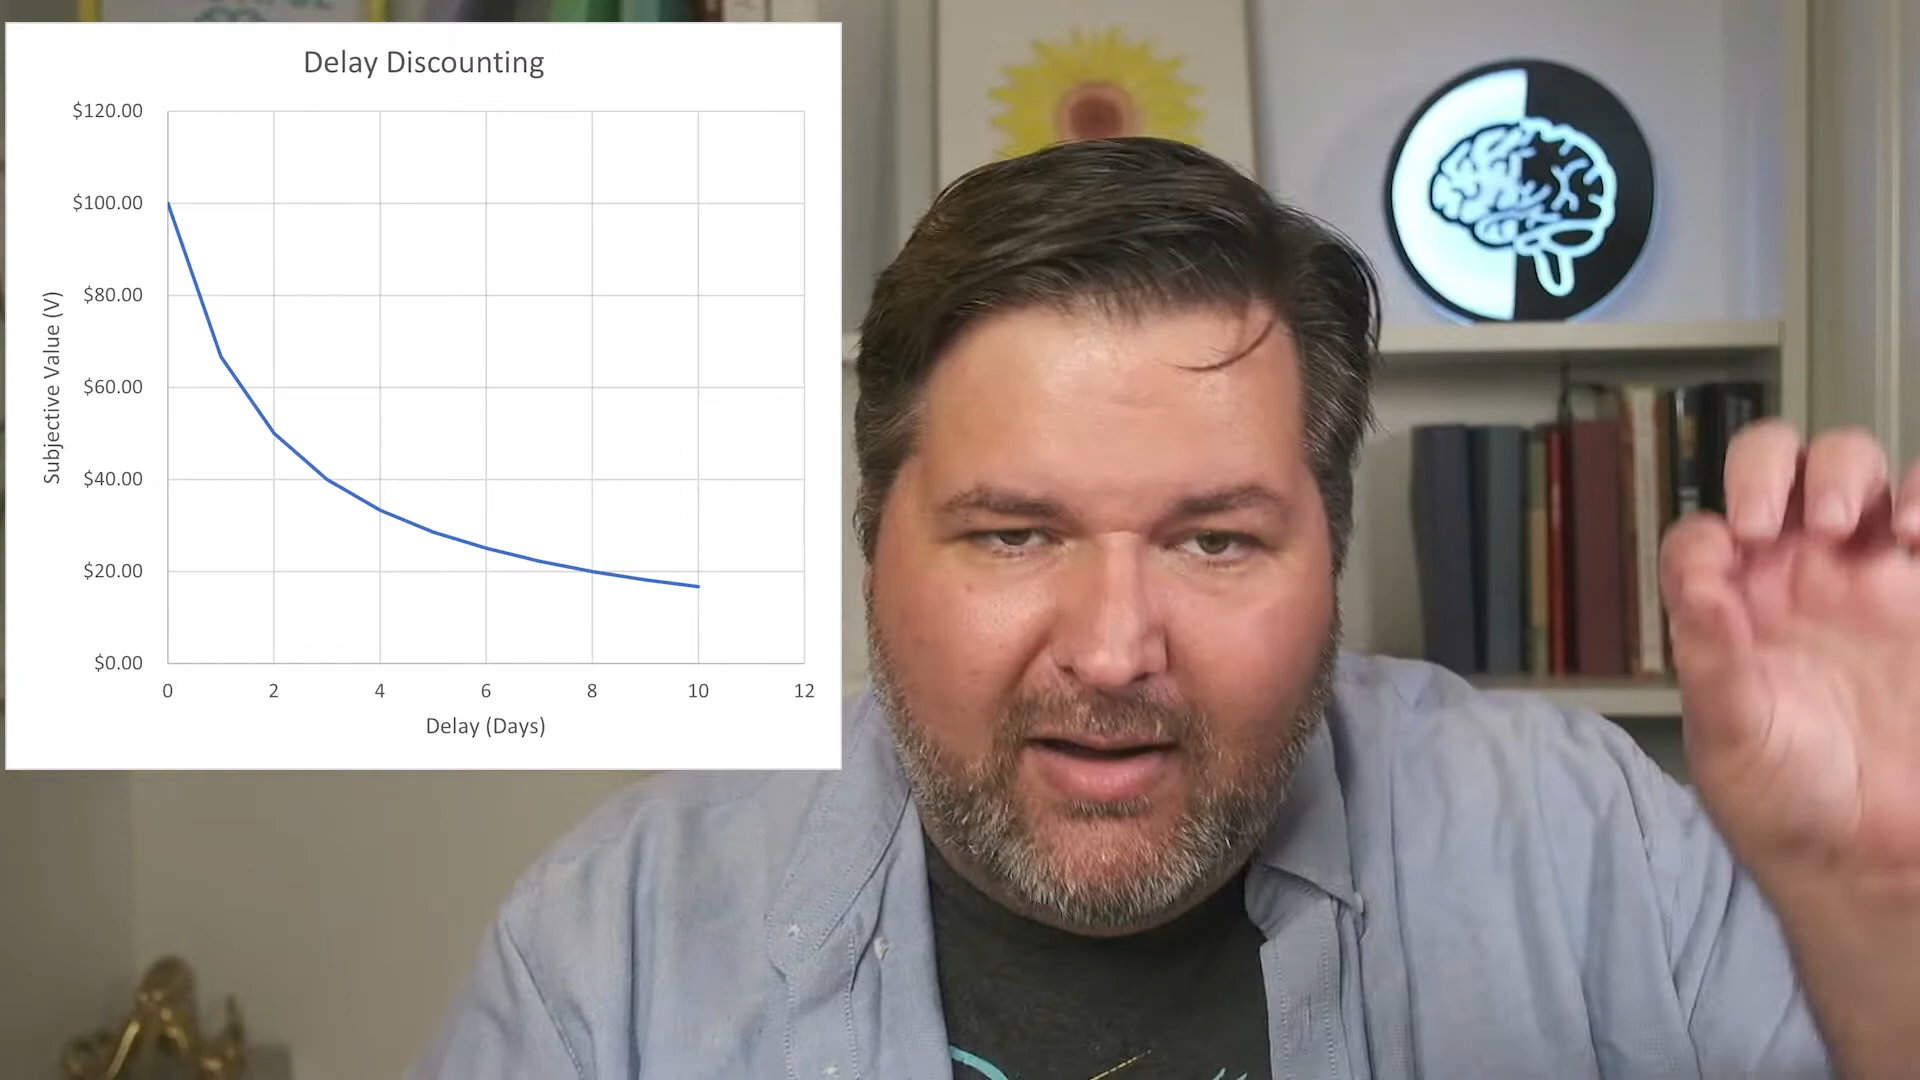 Delay Discounting
$120.00
$100.00
$80.00
$60.00
$40.00
$20.00
$0.00
Subjective Value (V)
0 2 4 6 8 10 12
Delay (Days)